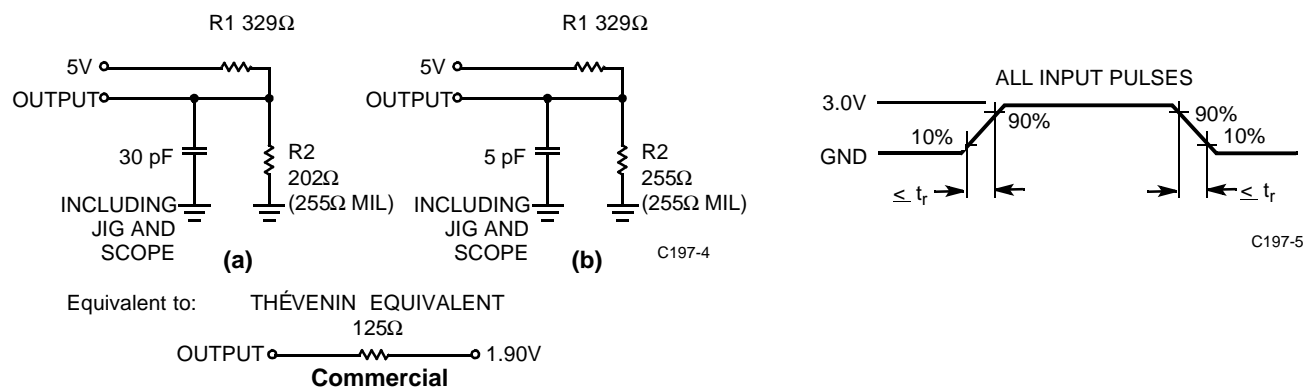 R1 329Ω
5V
OUTPUT
30 pF
R2
202Ω
(255Ω MIL)
INCLUDING
JIG AND
SCOPE
(a)
R1 329Ω
5V
OUTPUT
5 pF
R2
255Ω
(255Ω MIL)
INCLUDING
JIG AND
SCOPE
(b)
C197-4
ALL INPUT PULSES
3.0V
GND
10%
90%
90%
10%
≤ tr
≤ tr
C197-5
Equivalent to: THÉVENIN EQUIVALENT
125Ω
OUTPUT 1.90V
Commercial